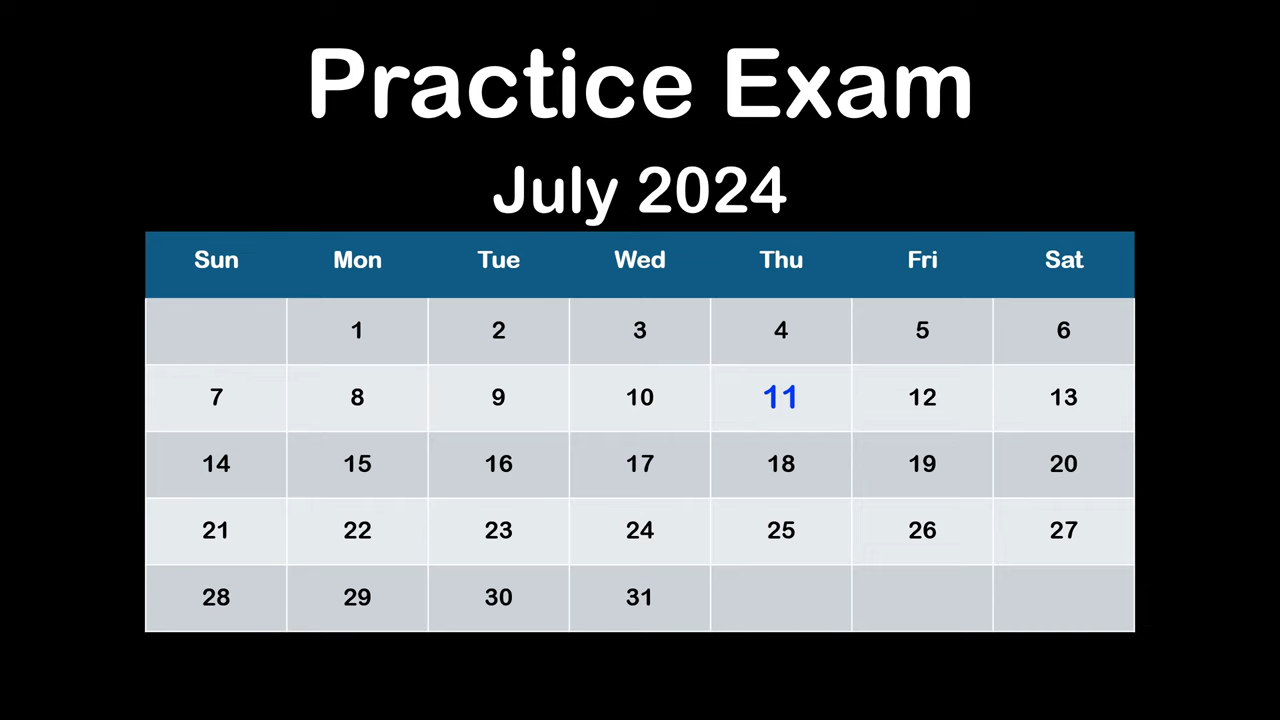 Practice Exam
July 2024
Sun Mon Tue Wed Thu Fri Sat
1 2 3 4 5 6
7 8 9 10 11 12 13
14 15 16 17 18 19 20
21 22 23 24 25 26 27
28 29 30 31